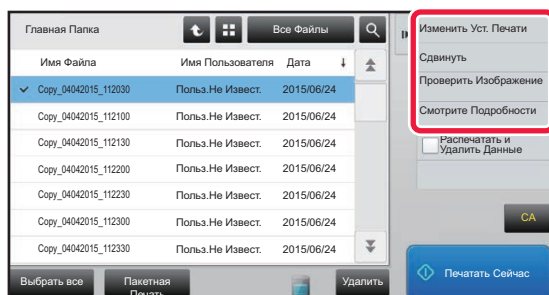 Главная Папка
Все Файлы
Имя Файла Имя Пользователя Дата
Copy_04042015_112030 Польз.Не Извест. 2015/06/24
Copy_04042015_112100 Польз.Не Извест. 2015/06/24
Copy_04042015_112130 Польз.Не Извест. 2015/06/24
Copy_04042015_112200 Польз.Не Извест. 2015/06/24
Copy_04042015_112230 Польз.Не Извест. 2015/06/24
Copy_04042015_112300 Польз.Не Извест. 2015/06/24
Copy_04042015_112330 Польз.Не Извест. 2015/06/24
Выбрать все
Пакетная
Печать
Удалить
Изменить Уст. Печати
Сдвинуть
Проверить Изображение
Смотрите Подробности
Распечатать и
Удалить Данные
CA
Печатать Сейчас